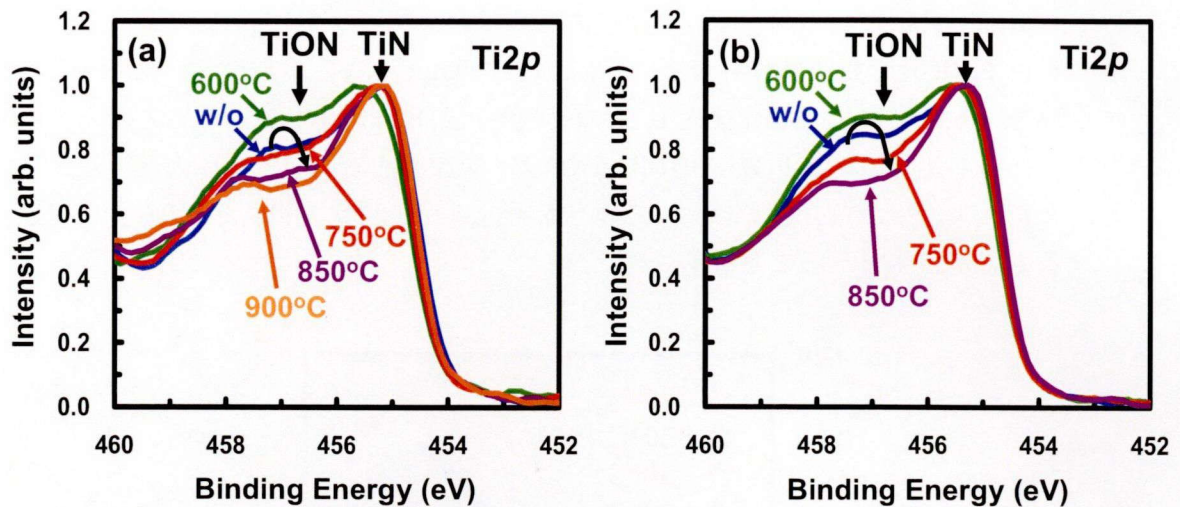 (a) TiON TiN Ti2p
600°C
w/o
750°C
850°C
900°C
Intensity (arb. units)
1.2
1.0
0.8
0.6
0.4
0.2
0.0
460 458 456 454 452
Binding Energy (eV)
(b) TiON TiN Ti2p
600°C
w/o
750°C
850°C
Intensity (arb. units)
1.2
1.0
0.8
0.6
0.4
0.2
0.0
460 458 456 454 452
Binding Energy (eV)